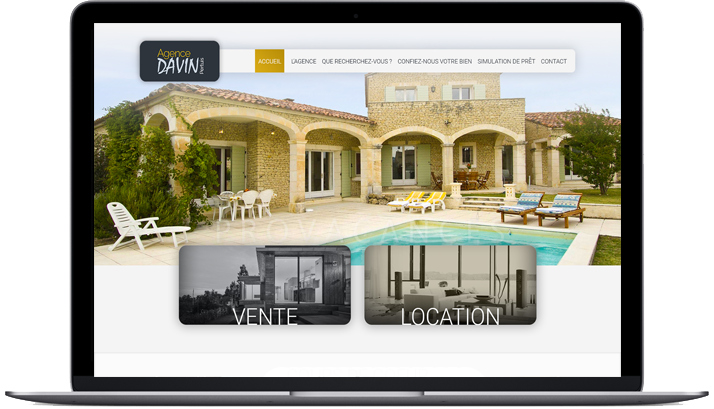 Agence
DAVIN
Pertuis
ACCUEIL L'AGENCE QUE RECHERCHEZ-VOUS ? CONFIEZ-NOUS VOTRE BIEN SIMULATION DE PRÊT CONTACT
VENTE LOCATION